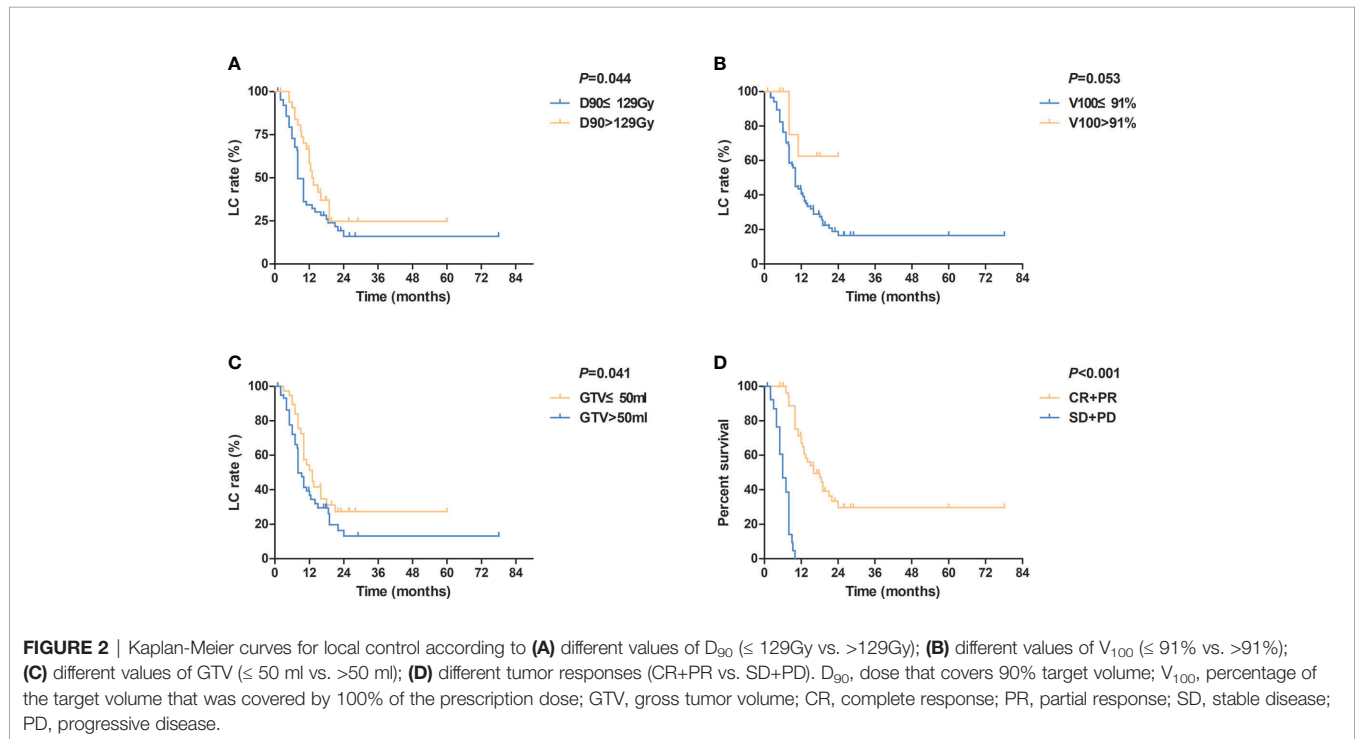 A
P=0.044
D90≤ 129Gy
D90>129Gy
LC rate (%)
100
75
50
25
0
0 12 24 36 48 60 72 84
Time (months)
B
P=0.053
V100≤ 91%
V100>91%
LC rate (%)
100
80
60
40
20
0
0 12 24 36 48 60 72 84
Time (months)
C
P=0.041
GTV≤ 50ml
GTV>50ml
LC rate (%)
100
80
60
40
20
0
0 12 24 36 48 60 72 84
Time (months)
D
P<0.001
CR+PR
SD+PD
Percent survival
100
80
60
40
20
0
0 12 24 36 48 60 72 84
Time (months)
FIGURE 2 | Kaplan-Meier curves for local control according to (A) different values of D90 (≤ 129Gy vs. >129Gy); (B) different values of V100 (≤ 91% vs. >91%);
(C) different values of GTV (≤ 50 ml vs. >50 ml); (D) different tumor responses (CR+PR vs. SD+PD). D90, dose that covers 90% target volume; V100, percentage of
the target volume that was covered by 100% of the prescription dose; GTV, gross tumor volume; CR, complete response; PR, partial response; SD, stable disease;
PD, progressive disease.